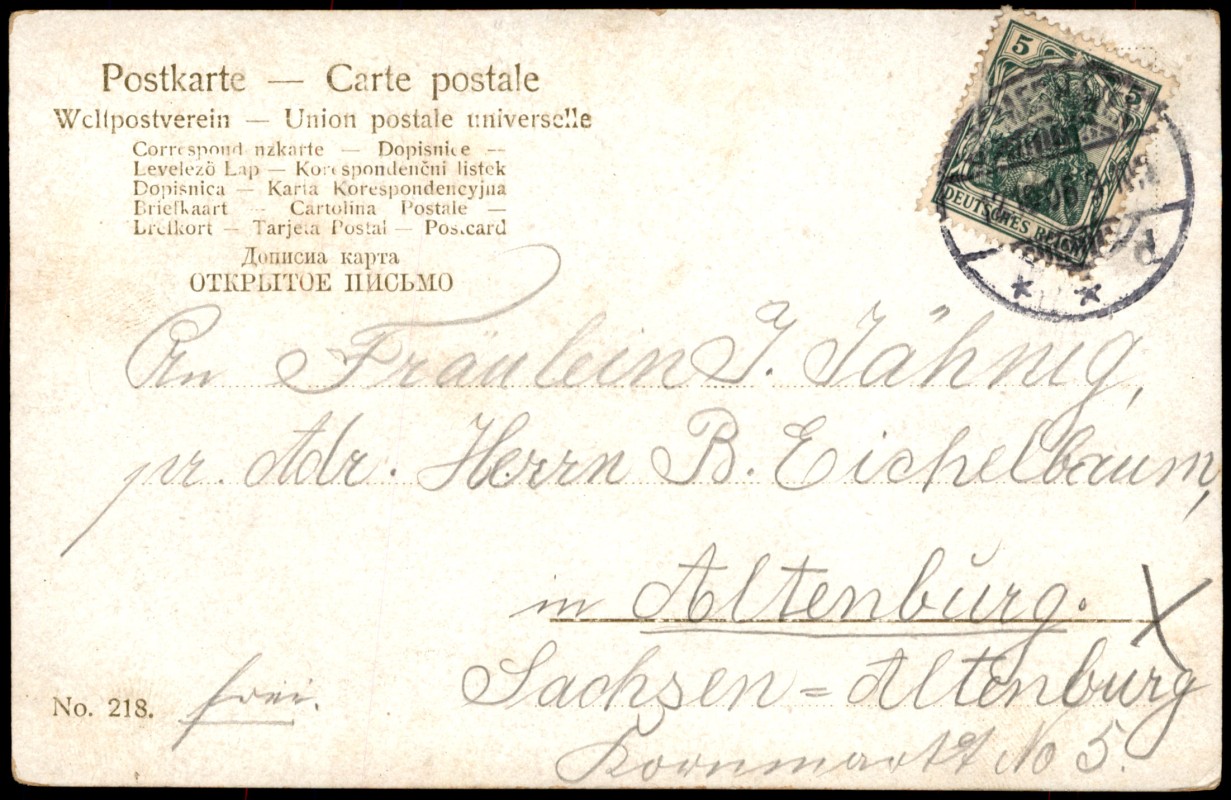 Postkarte — Carte postale
Weltpostverein — Union postale universelle
Correspondenzkarte — Dopisnice —
Levelező Lap — Korespondenční listek
Dopisnica — Karta Korespondencyjna
Briefkaart — Cartolina Postale —
Brefkort — Tarjeta Postal — Postcard
Дописна карта
ОТКРЫТОЕ ПИСЬМО
5 5
DEUTSCHES REICH
An Fräulein J. Jähnig,
pr. Adr. Herrn B. Eichelbaum,
in Altenburg.
Sachsen=Altenburg
Kornmarkt No 5.
No. 218.
frei.